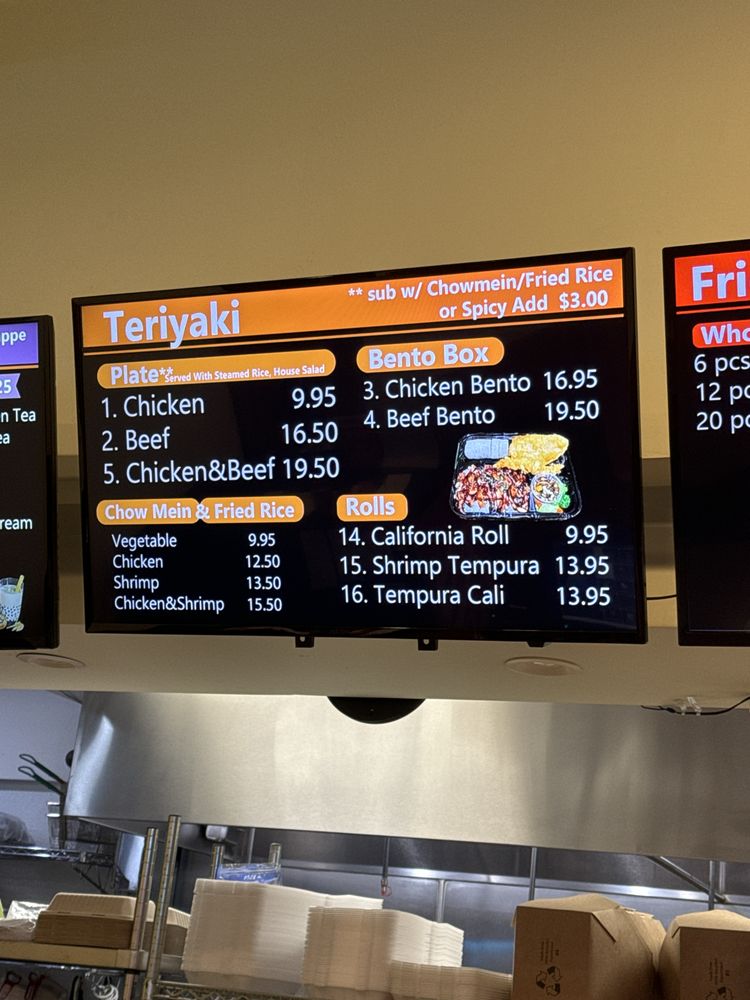 ppe
25
n Tea
ea
ream
Teriyaki
** sub w/ Chowmein/Fried Rice
or Spicy Add $3.00
Plate** Served With Steamed Rice, House Salad
1. Chicken 9.95
2. Beef 16.50
5. Chicken&Beef 19.50
Bento Box
3. Chicken Bento 16.95
4. Beef Bento 19.50
Chow Mein & Fried Rice
Vegetable 9.95
Chicken 12.50
Shrimp 13.50
Chicken&Shrimp 15.50
Rolls
14. California Roll 9.95
15. Shrimp Tempura 13.95
16. Tempura Cali 13.95
Fri
Who
6 pcs
12 pc
20 pc